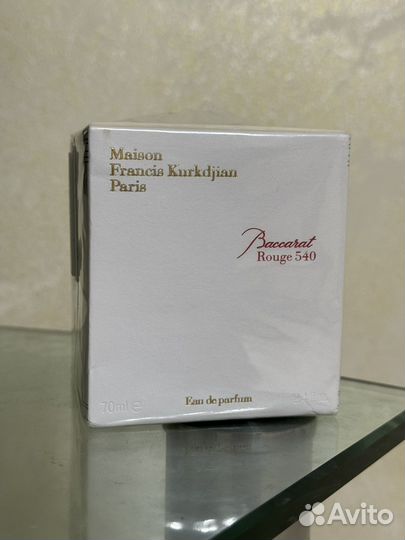 Maison
Francis Kurkdjian
Paris
Baccarat
Rouge 540
70ml e
Eau de parfum
Avito